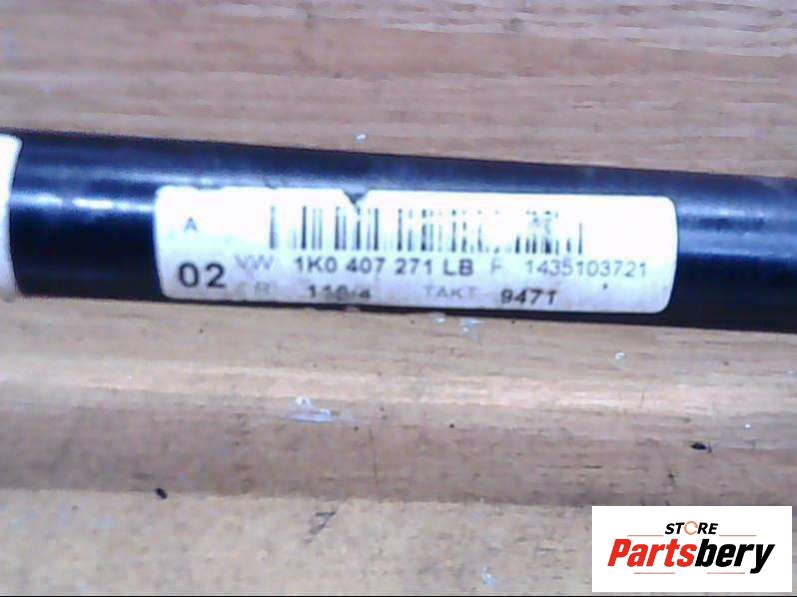 A
02 VW 1K0 407 271 LB F 1435103721
TAKT 9471
STORE
Partsbery